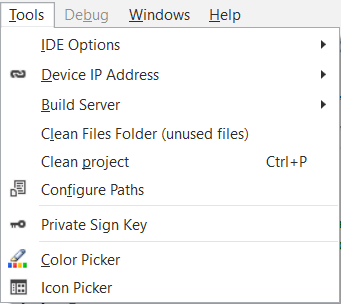 Tools Debug Windows Help
IDE Options
Device IP Address
Build Server
Clean Files Folder (unused files)
Clean project Ctrl+P
Configure Paths
Private Sign Key
Color Picker
Icon Picker